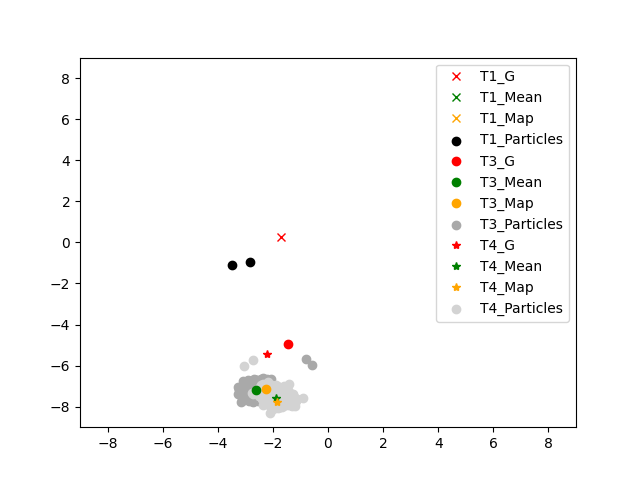 8
6
4
2
0
−2
−4
−6
−8
−8 −6 −4 −2 0 2 4 6 8
T1_G
T1_Mean
T1_Map
T1_Particles
T3_G
T3_Mean
T3_Map
T3_Particles
T4_G
T4_Mean
T4_Map
T4_Particles